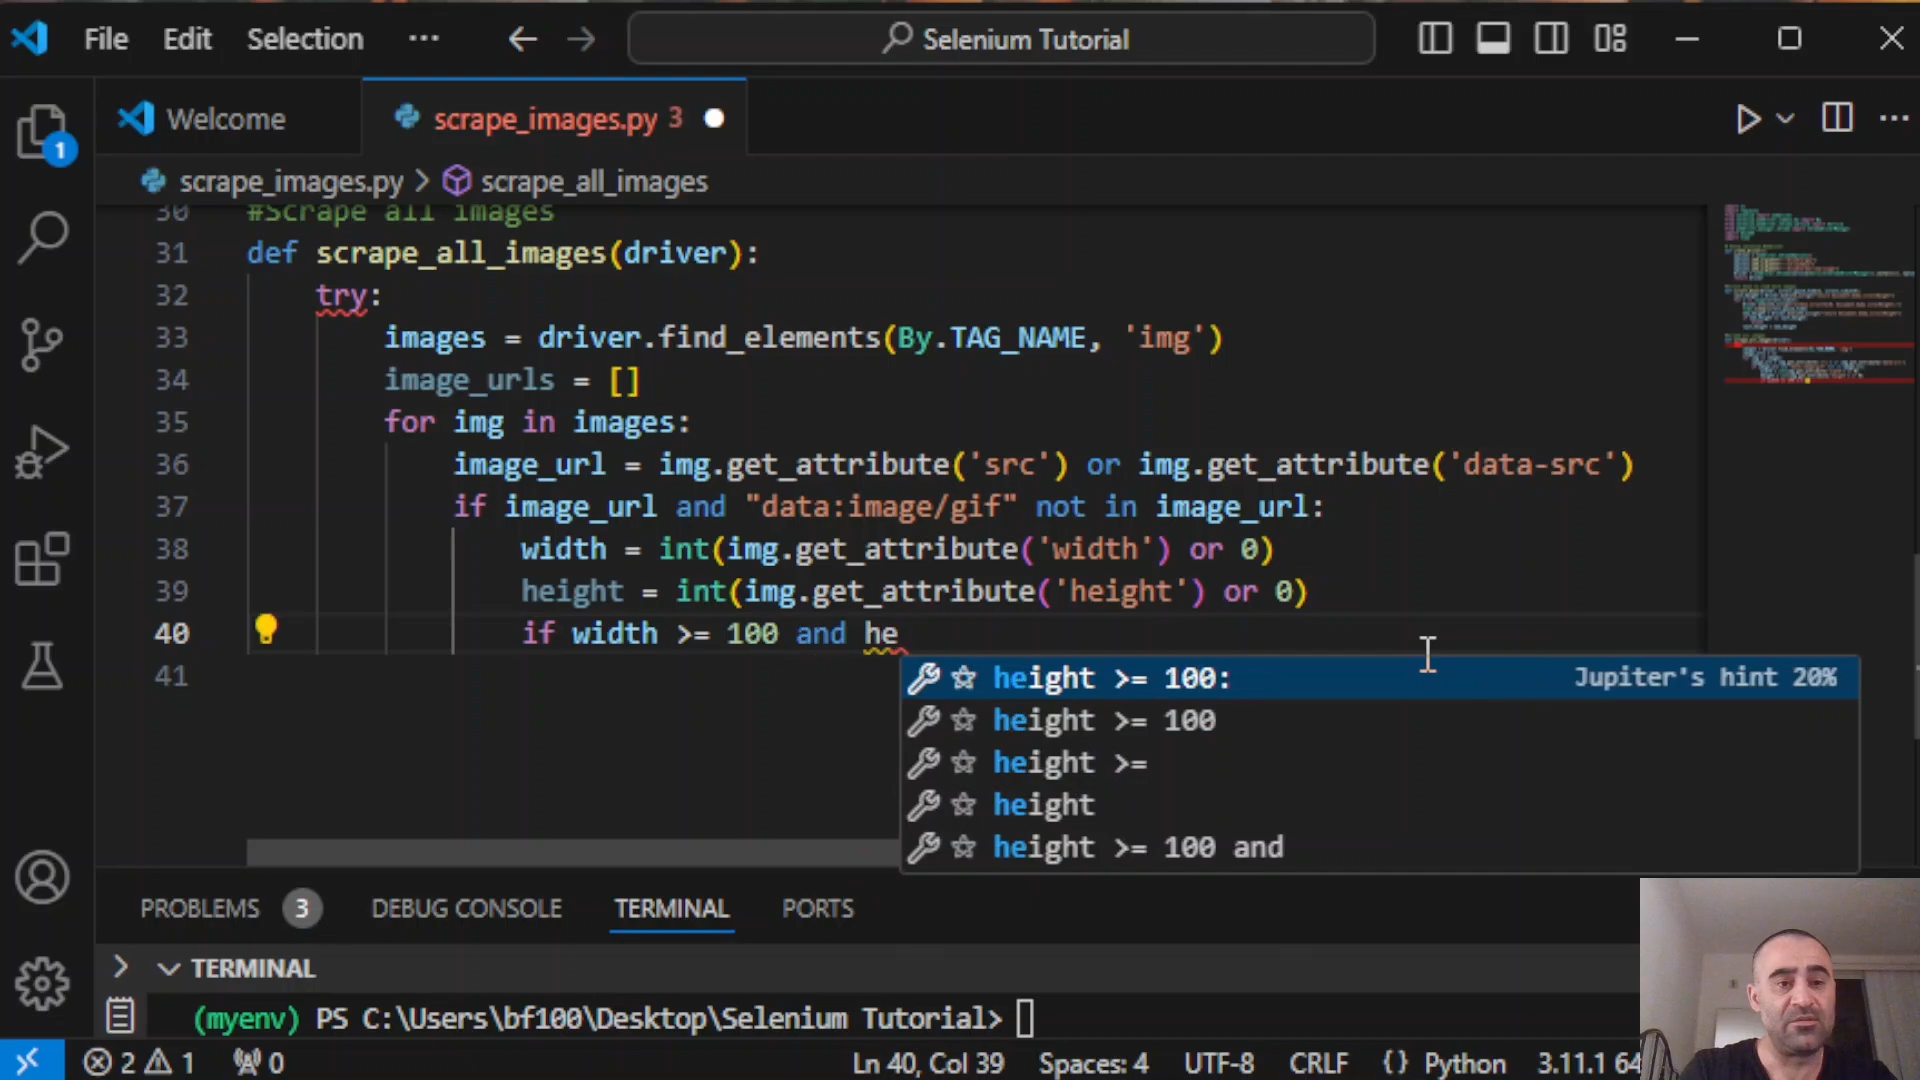 File Edit Selection ··· Selenium Tutorial
Welcome scrape_images.py 3
1
scrape_images.py > scrape_all_images
30 #Scrape all images
31 def scrape_all_images(driver):
32 try:
33 images = driver.find_elements(By.TAG_NAME, 'img')
34 image_urls = []
35 for img in images:
36 image_url = img.get_attribute('src') or img.get_attribute('data-src')
37 if image_url and "data:image/gif" not in image_url:
38 width = int(img.get_attribute('width') or 0)
39 height = int(img.get_attribute('height') or 0)
40 if width >= 100 and he
41
height >= 100: Jupiter's hint 20%
height >= 100
height >=
height
height >= 100 and
PROBLEMS 3 DEBUG CONSOLE TERMINAL PORTS
TERMINAL
(myenv) PS C:\Users\bf100\Desktop\Selenium Tutorial>
2 1 0 Ln 40, Col 39 Spaces: 4 UTF-8 CRLF {} Python 3.11.1 64